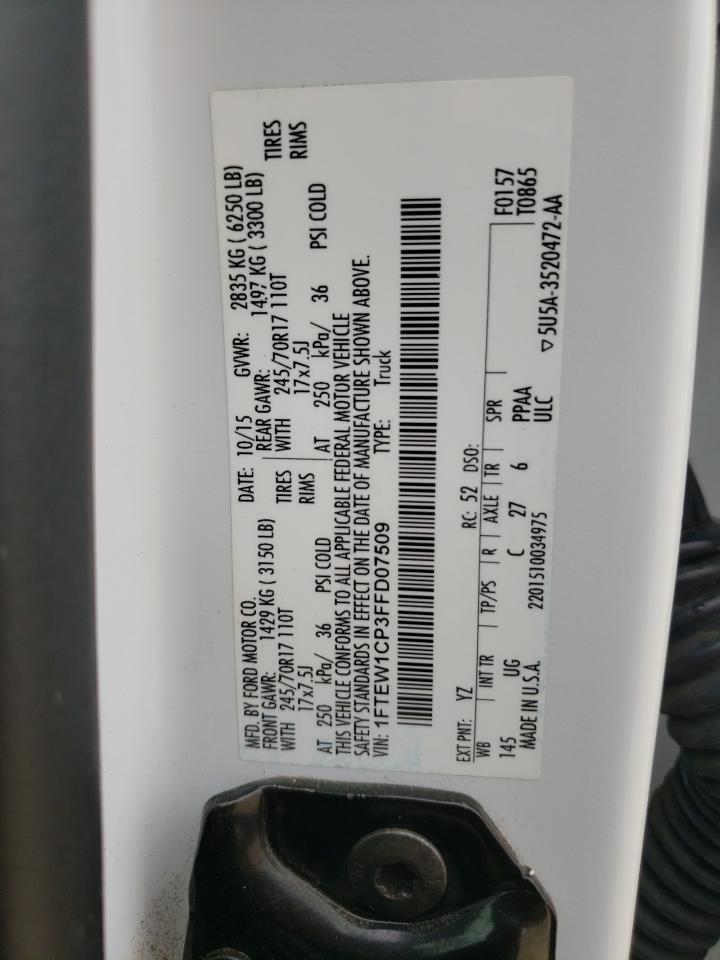 MFD. BY FORD MOTOR CO. DATE: 10/15 GVWR: 2835 KG ( 6250 LB)
FRONT GAWR: 1429 KG ( 3150 LB) REAR GAWR: 1497 KG ( 3300 LB)
WITH 245/70R17 110T TIRES WITH 245/70R17 110T TIRES
17x7.5J RIMS 17x7.5J RIMS
AT 250 kPa/ 36 PSI COLD AT 250 kPa/ 36 PSI COLD
THIS VEHICLE CONFORMS TO ALL APPLICABLE FEDERAL MOTOR VEHICLE
SAFETY STANDARDS IN EFFECT ON THE DATE OF MANUFACTURE SHOWN ABOVE.
VIN: 1FTEW1CP3FFD07509 TYPE: Truck
EXT PNT: YZ RC: 52 DSO: F0157
WB INT TR TP/PS R AXLE TR SPR T0865
145 UG C 27 6 PPAA
MADE IN U.S.A. 2201510034975 ULC ▽ 5U5A-3520472-AA